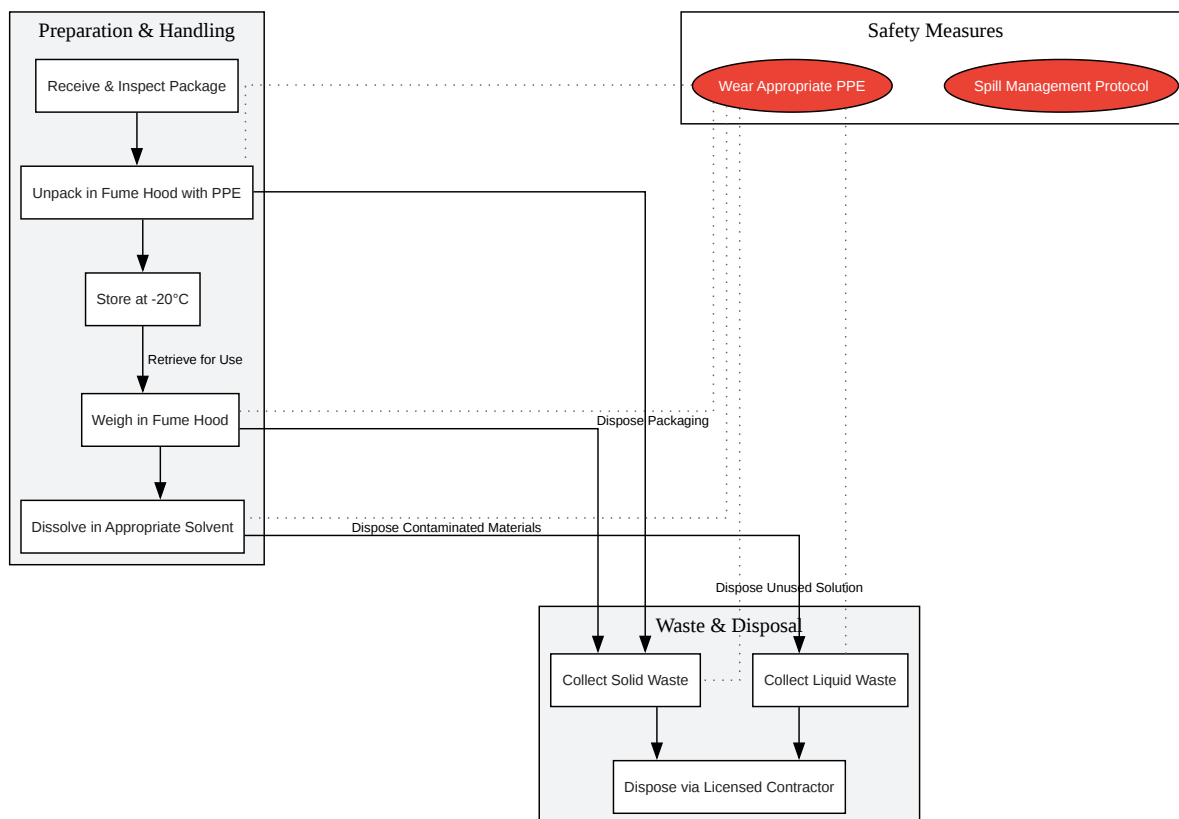 Preparation & Handling
Safety Measures
Receive & Inspect Package
Wear Appropriate PPE
Spill Management Protocol
Unpack in Fume Hood with PPE
Store at -20°C
Retrieve for Use
Weigh in Fume Hood
Dispose Packaging
Dissolve in Appropriate Solvent
Dispose Contaminated Materials
Dispose Unused Solution
Waste & Disposal
Collect Solid Waste
Collect Liquid Waste
Dispose via Licensed Contractor